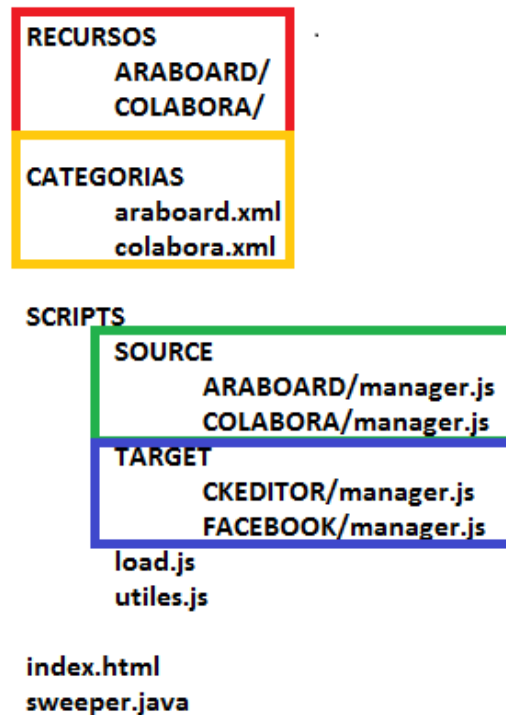 RECURSOS
ARABOARD/
COLABORA/
CATEGORIAS
araboard.xml
colabora.xml
SCRIPTS
SOURCE
ARABOARD/manager.js
COLABORA/manager.js
TARGET
CKEDITOR/manager.js
FACEBOOK/manager.js
load.js
utiles.js
index.html
sweeper.java